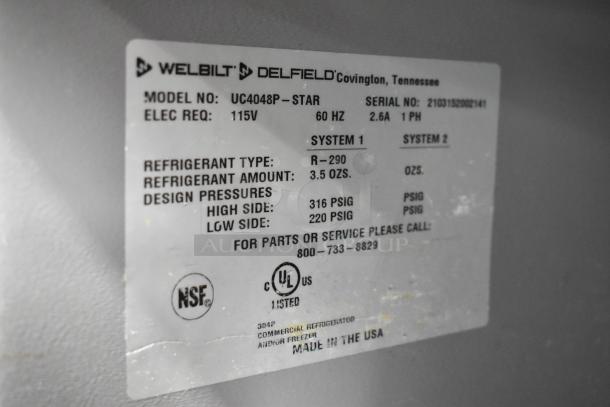 WELBILT DELFIELD Covington, Tennessee
MODEL NO: UC4048P-STAR SERIAL NO: 2103152002141
ELEC REQ: 115V 60 HZ 2.6A 1 PH
SYSTEM 1 SYSTEM 2
REFRIGERANT TYPE: R-290
REFRIGERANT AMOUNT: 3.5 OZS. OZS.
DESIGN PRESSURES
HIGH SIDE: 316 PSIG PSIG
LOW SIDE: 220 PSIG PSIG
FOR PARTS OR SERVICE PLEASE CALL:
800-733-8829
AUCTION GROUP
NSF
C UL US
LISTED
COMMERCIAL REFRIGERATOR
AND/OR FREEZER
MADE IN THE USA